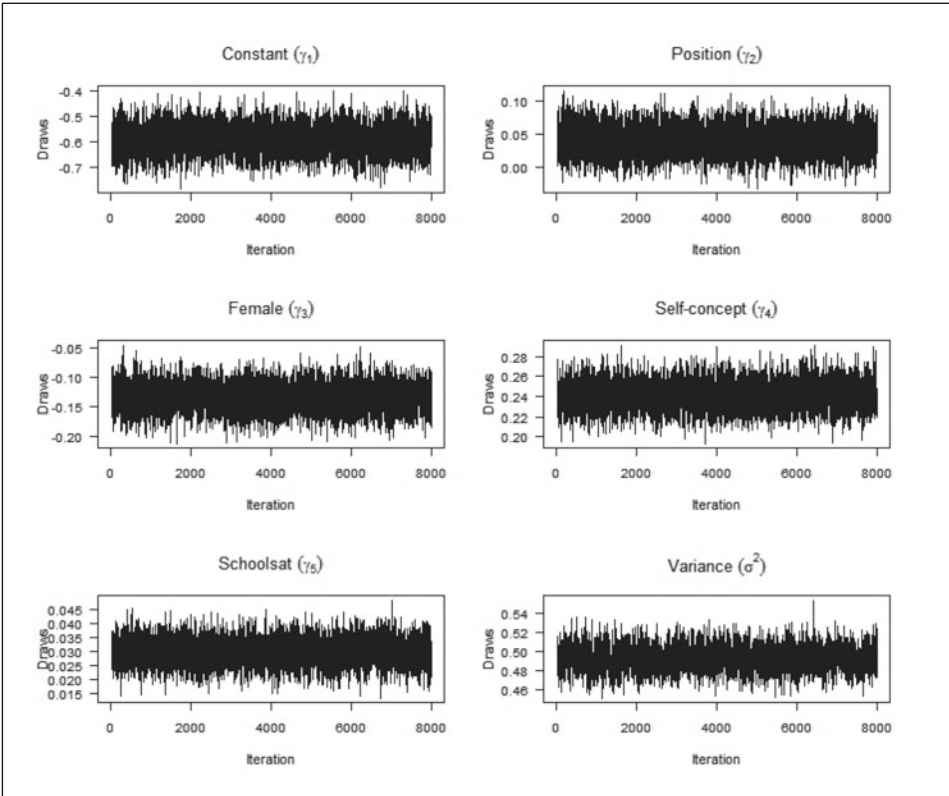 Constant (γ₁)
Draws
-0.4
-0.5
-0.6
-0.7
0 2000 4000 6000 8000
Iteration
Position (γ₂)
Draws
0.10
0.05
0.00
0 2000 4000 6000 8000
Iteration
Female (γ₃)
Draws
-0.05
-0.10
-0.15
-0.20
0 2000 4000 6000 8000
Iteration
Self-concept (γ₄)
Draws
0.28
0.26
0.24
0.22
0.20
0 2000 4000 6000 8000
Iteration
Schoolsat (γ₅)
Draws
0.045
0.040
0.035
0.030
0.025
0.020
0.015
0 2000 4000 6000 8000
Iteration
Variance (σ²)
Draws
0.54
0.52
0.50
0.48
0.46
0 2000 4000 6000 8000
Iteration